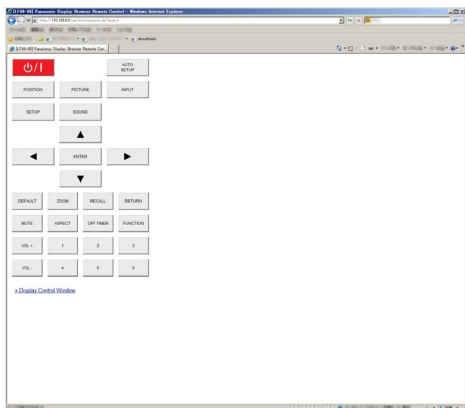 Panasonic Display Browser Remote Control - Windows Internet Explorer
Panasonic Display Browser Remote Con...
⏻/I
AUTO SETUP
POSITION PICTURE INPUT
SETUP SOUND
▲
◀ ENTER ▶
▼
DEFAULT ZOOM RECALL RETURN
MUTE ASPECT OFF TIMER FUNCTION
VOL + 1 2 3
VOL - 4 5 6
» Display Control Window